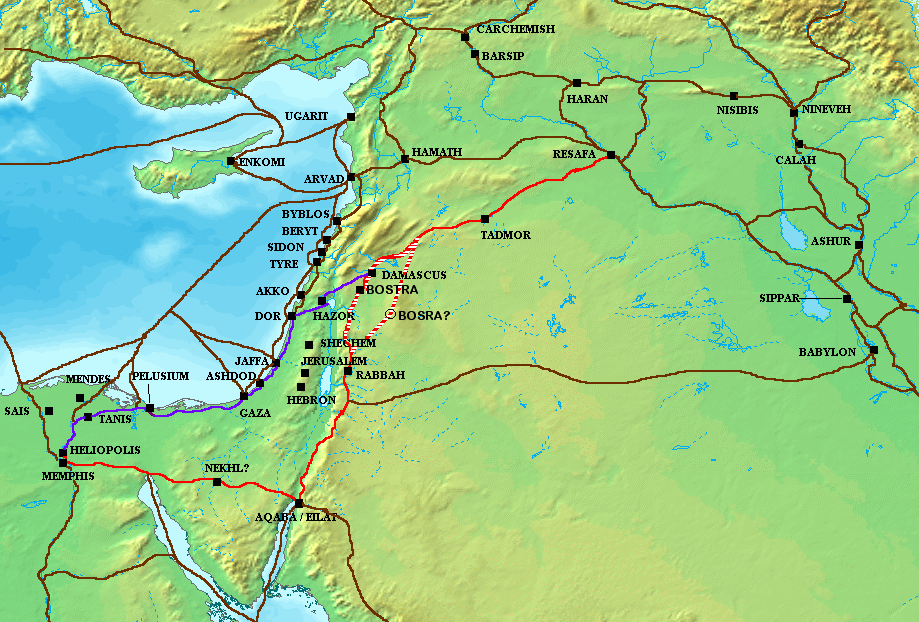 CARCHEMISH
BARSIP
HARAN
NISIBIS
NINEVEH
UGARIT
ENKOMI
HAMATH
RESAFA
CALAH
ARVAD
BYBLOS
BERYT
SIDON
TYRE
TADMOR
ASHUR
DAMASCUS
AKKO
BOSTRA
SIPPAR
DOR
HAZOR
BOSRA?
SHECHEM
BABYLON
JAFFA
JERUSALEM
MENDES
PELUSIUM
ASHDOD
RABBAH
HEBRON
SAIS
TANIS
GAZA
HELIOPOLIS
NEKHL?
MEMPHIS
AQABA / EILAT